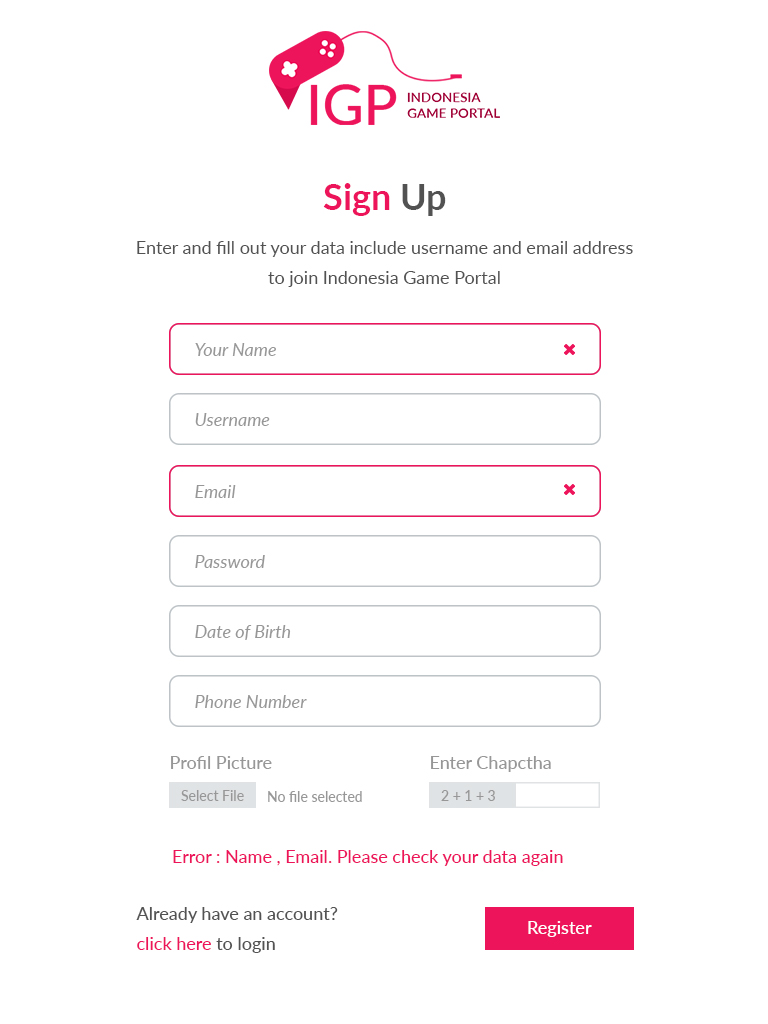 IGP
INDONESIA
GAME PORTAL
Sign Up
Enter and fill out your data include username and email address
to join Indonesia Game Portal
Your Name
Username
Email
Password
Date of Birth
Phone Number
Profil Picture
Enter Chapctha
Select File
No file selected
2 + 1 + 3
Error : Name , Email. Please check your data again
Already have an account?
click here to login
Register